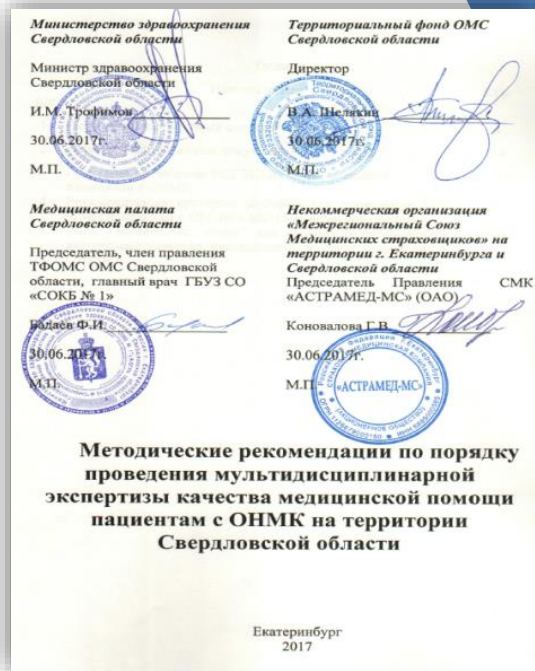 Министерство здравоохранения
Свердловской области
Министр здравоохранения
Свердловской области
И.М. Трофимов
30.06.2017г.
М.П.
Территориальный фонд ОМС
Свердловской области
Директор
В.А. Шелякин
30.06.2017г.
М.П.
Медицинская палата
Свердловской области
Председатель, член правления
ТФОМС ОМС Свердловской
области, главный врач ГБУЗ СО
«СОКБ № 1»
Бадаев Ф.И.
30.06.2017г.
М.П.
Некоммерческая организация
«Межрегиональный Союз
Медицинских страховщиков» на
территории г. Екатеринбурга и
Свердловской области
Председатель Правления СМК
«АСТРАМЕД-МС» (ОАО)
Коновалова Г.В.
30.06.2017г.
М.П.
«АСТРАМЕД-МС»
Методические рекомендации по порядку
проведения мультидисциплинарной
экспертизы качества медицинской помощи
пациентам с ОНМК на территории
Свердловской области
Екатеринбург
2017